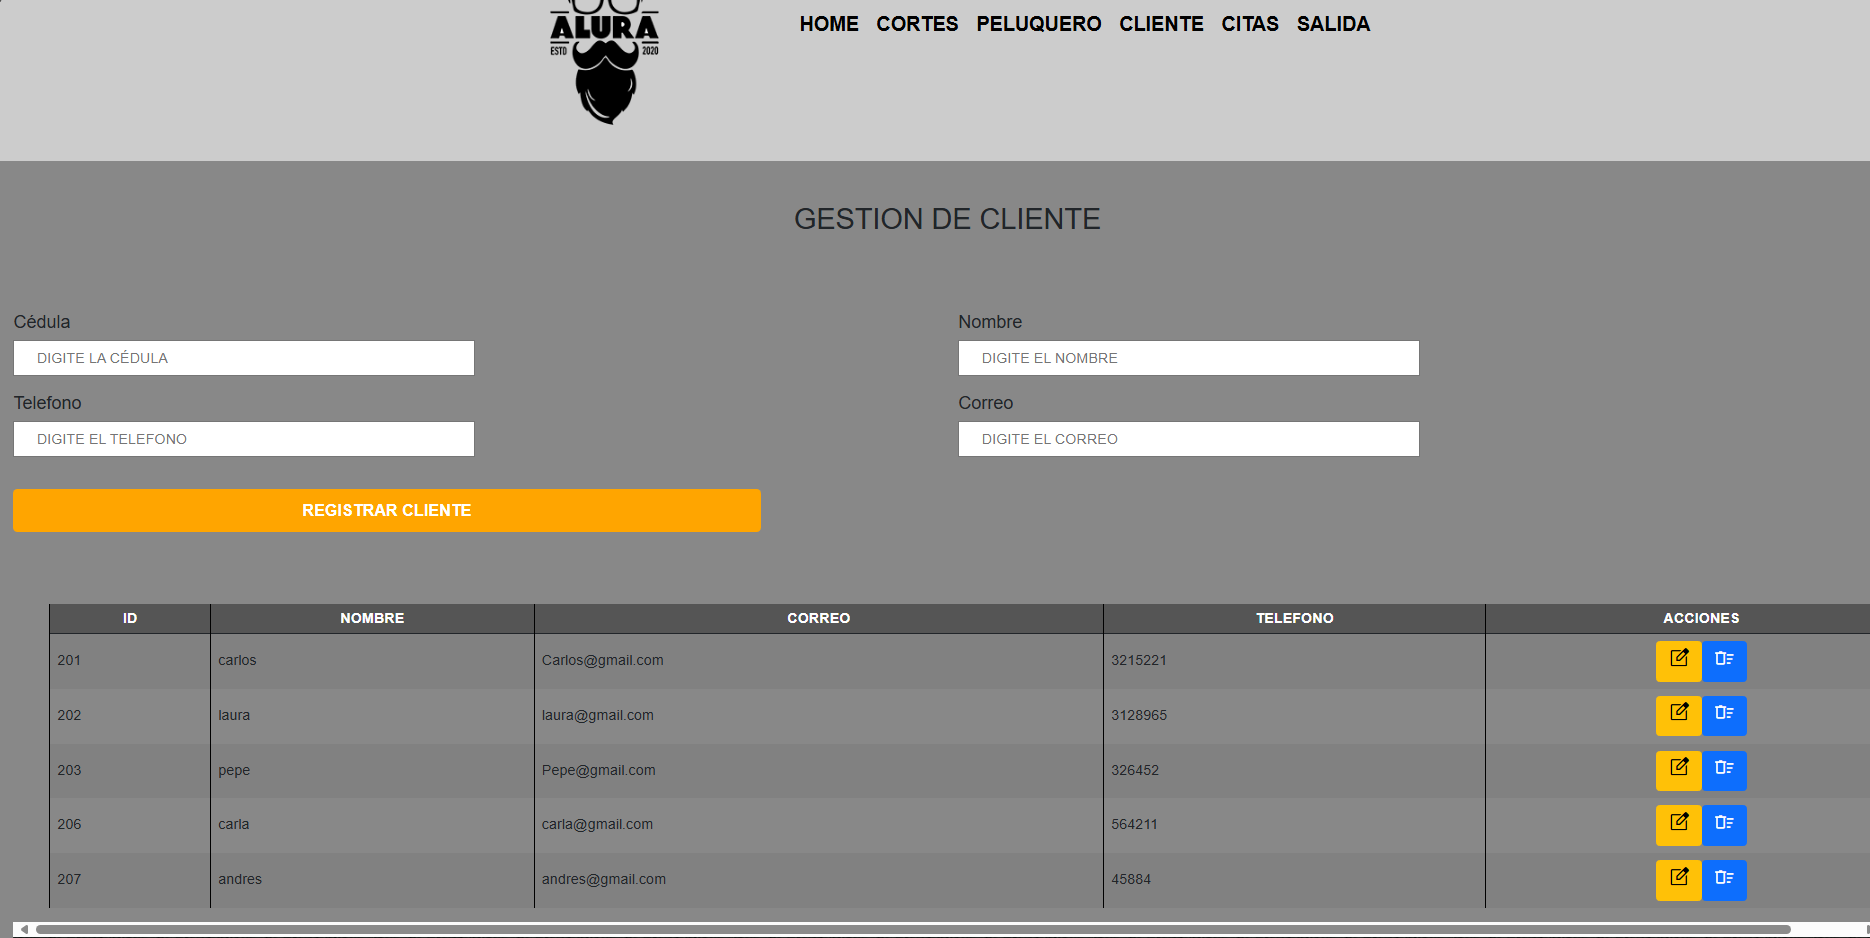 ALURA
ESTD 2020
HOME CORTES PELUQUERO CLIENTE CITAS SALIDA
GESTION DE CLIENTE
Cédula Nombre
DIGITE LA CÉDULA DIGITE EL NOMBRE
Telefono Correo
DIGITE EL TELEFONO DIGITE EL CORREO
REGISTRAR CLIENTE
ID NOMBRE CORREO TELEFONO ACCIONES
201 carlos Carlos@gmail.com 3215221
202 laura laura@gmail.com 3128965
203 pepe Pepe@gmail.com 326452
206 carla carla@gmail.com 564211
207 andres andres@gmail.com 45884